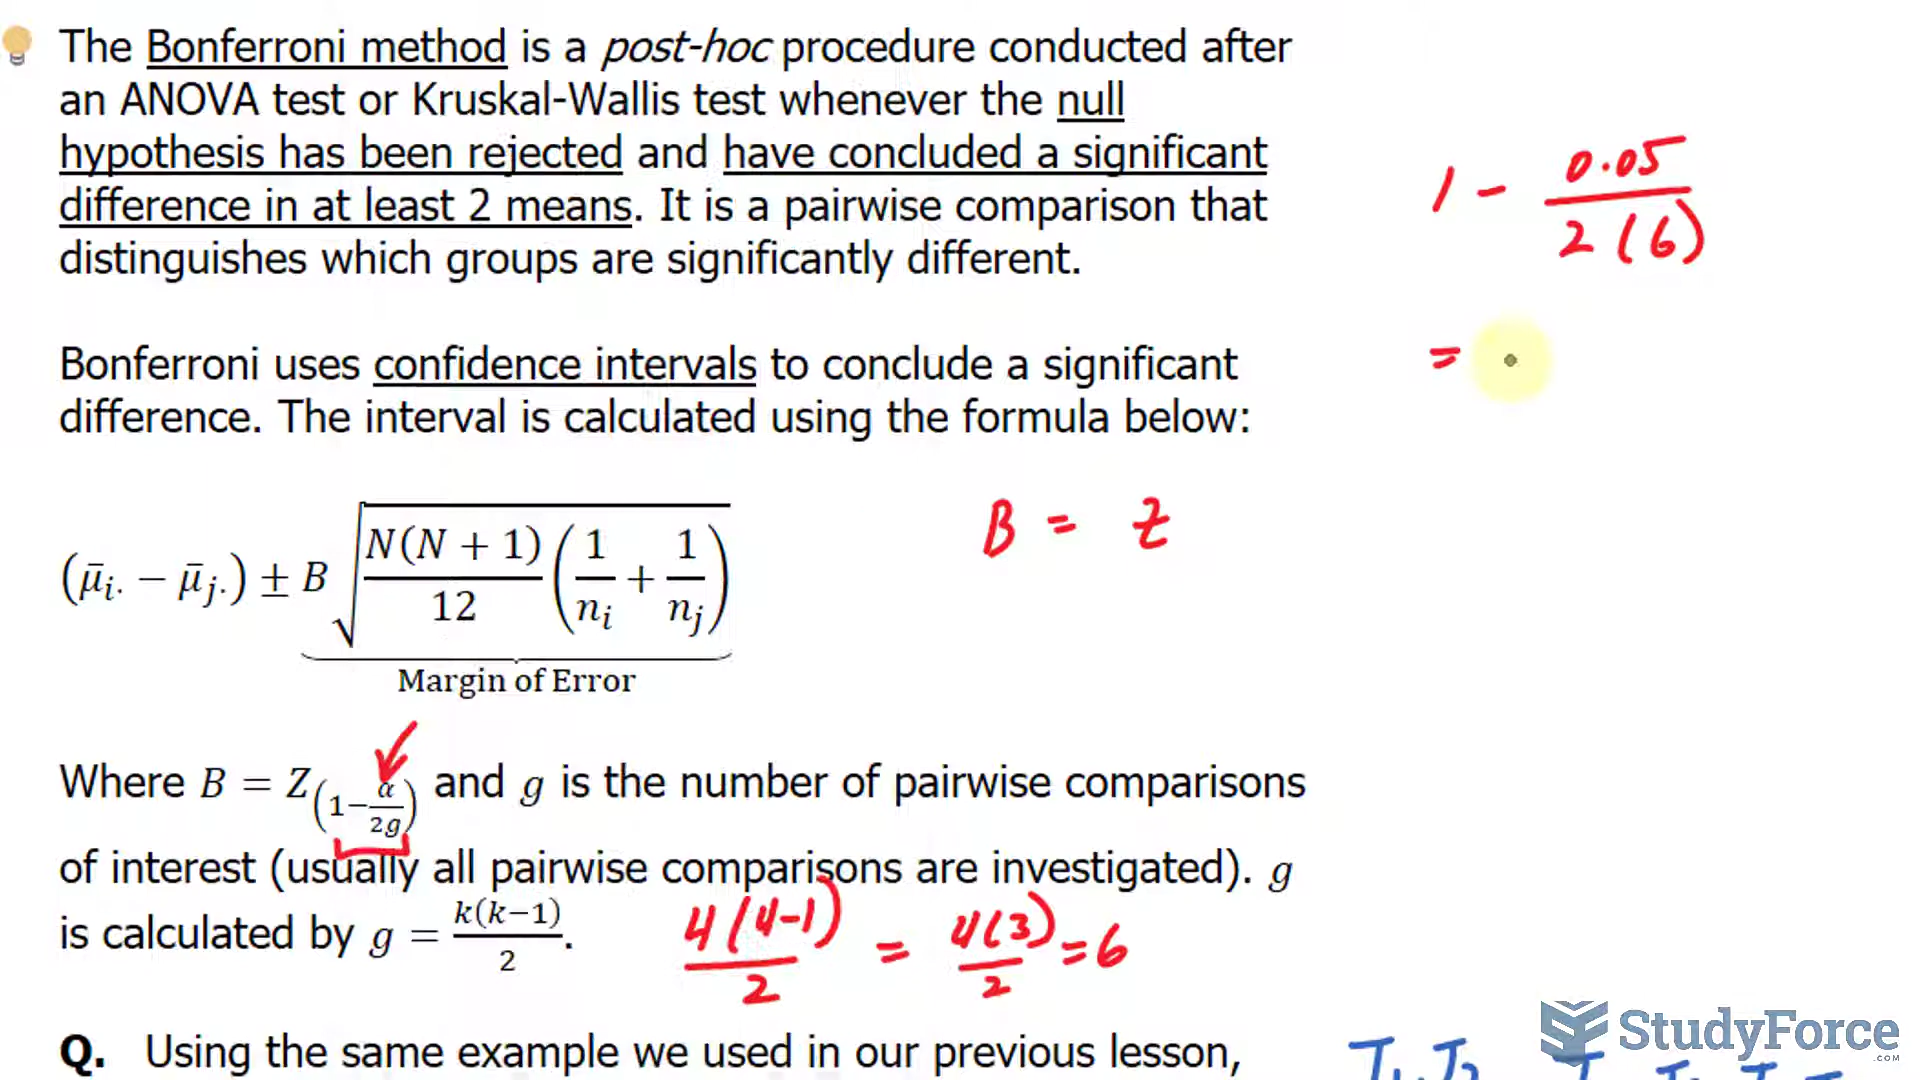 The Bonferroni method is a post-hoc procedure conducted after
an ANOVA test or Kruskal-Wallis test whenever the null
hypothesis has been rejected and have concluded a significant
difference in at least 2 means. It is a pairwise comparison that
distinguishes which groups are significantly different.
1 - 0.05 / 2(6)
=
Bonferroni uses confidence intervals to conclude a significant
difference. The interval is calculated using the formula below:
(μ̄i. − μ̄j.) ± B √(N(N + 1)/12 (1/ni + 1/nj))
Margin of Error
B = Z
Where B = Z(1−α/2g) and g is the number of pairwise comparisons
of interest (usually all pairwise comparisons are investigated). g
is calculated by g = k(k−1)/2.
4(4-1)/2 = 4(3)/2 = 6
Q. Using the same example we used in our previous lesson,
StudyForce
.COM